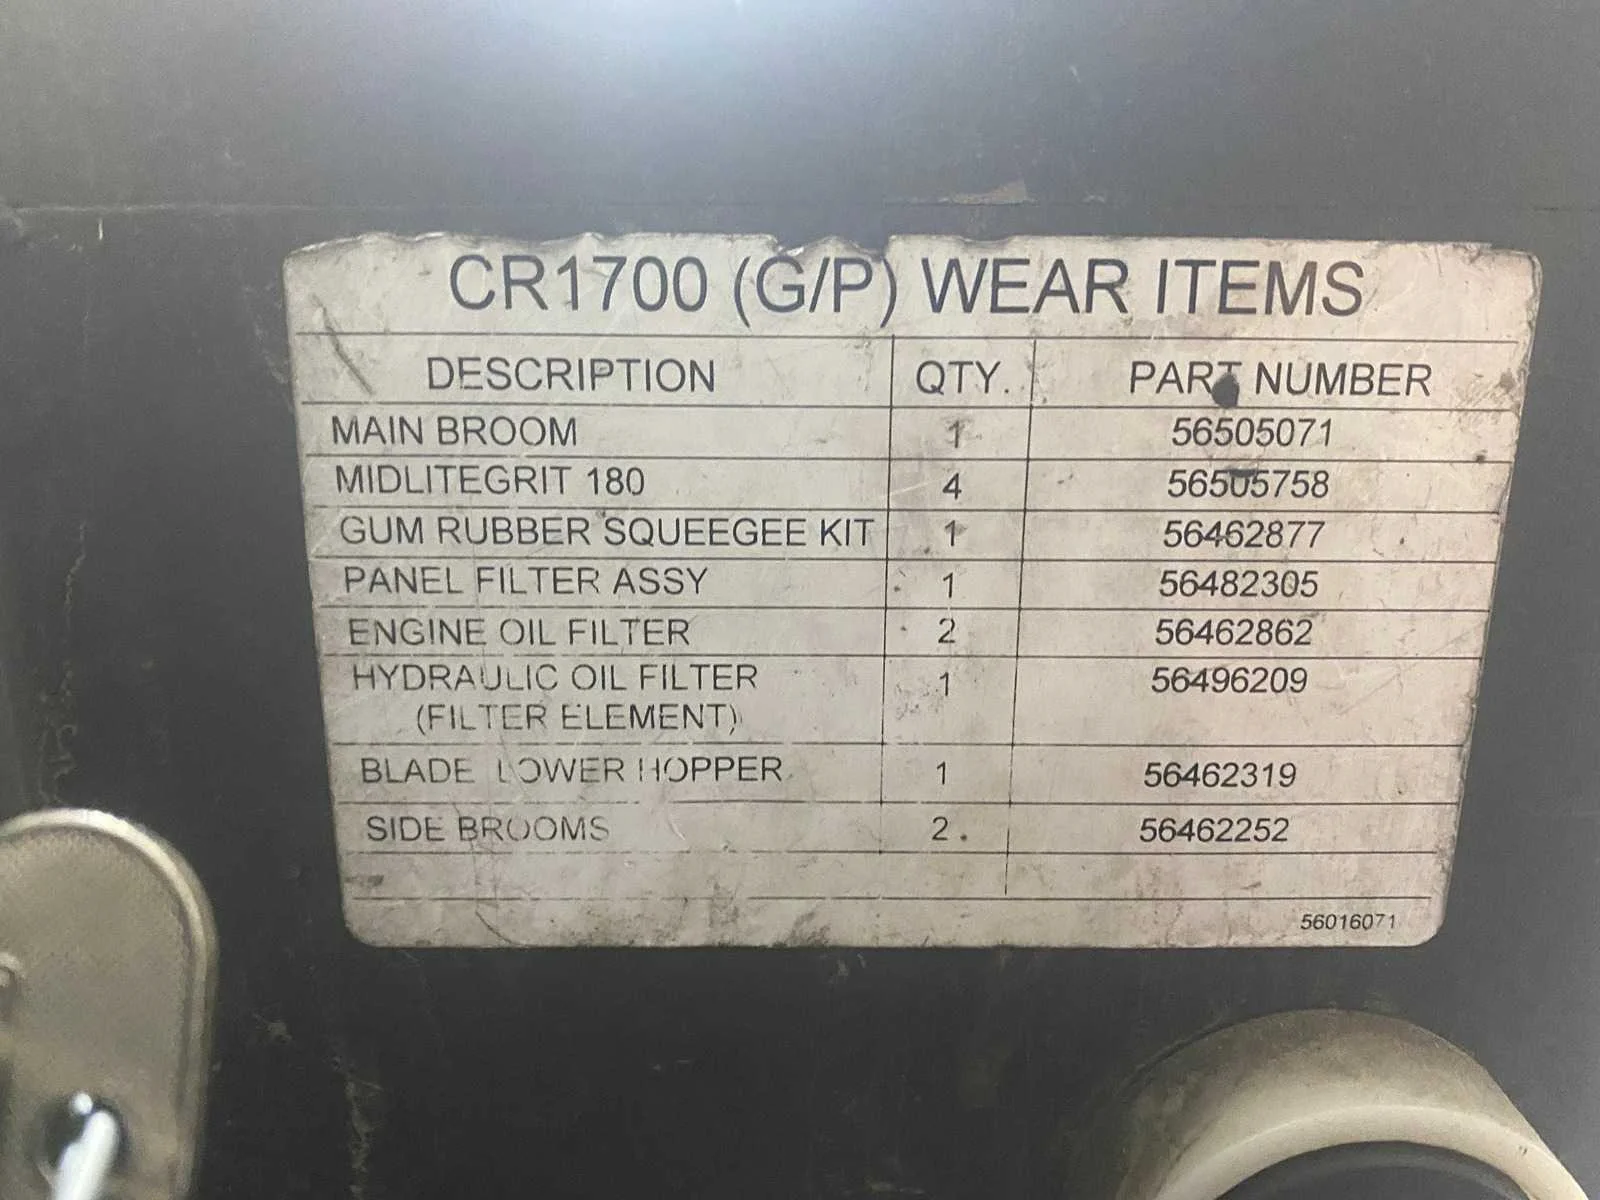 CR1700 (G/P) WEAR ITEMS
DESCRIPTION QTY. PART NUMBER
MAIN BROOM 1 56505071
MIDLITEGRIT 180 4 56505758
GUM RUBBER SQUEEGEE KIT 1 56462877
PANEL FILTER ASSY 1 56482305
ENGINE OIL FILTER 2 56462862
HYDRAULIC OIL FILTER 1 56496209
(FILTER ELEMENT)
BLADE LOWER HOPPER 1 56462319
SIDE BROOMS 2 56462252
56016071